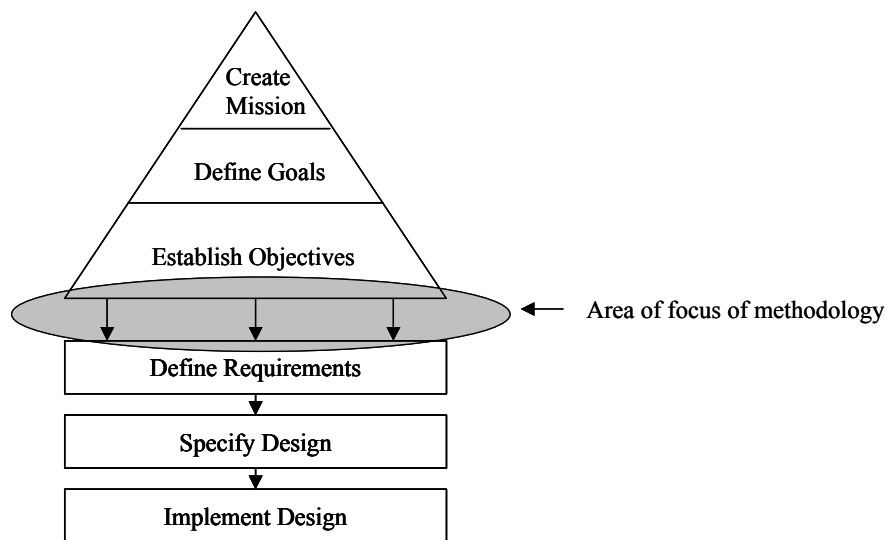 Create
Mission
Define Goals
Establish Objectives
Area of focus of methodology
Define Requirements
Specify Design
Implement Design